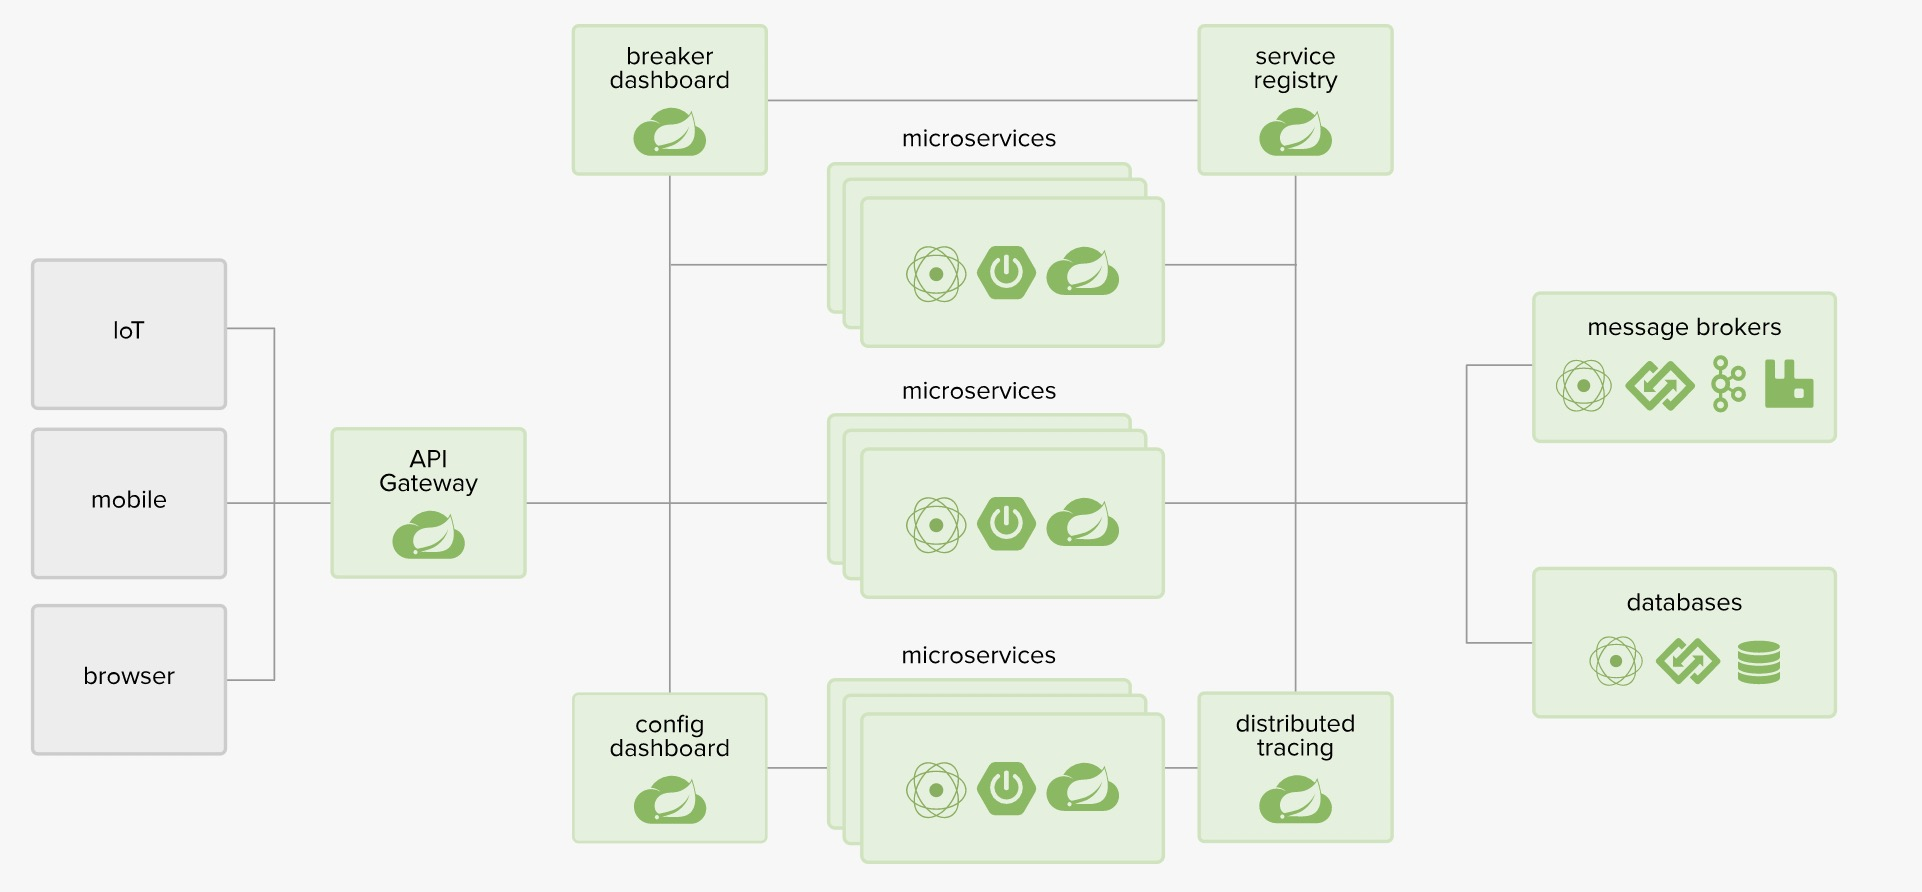 breaker
dashboard
service
registry
microservices
IoT
message brokers
microservices
API
Gateway
mobile
databases
microservices
browser
config
dashboard
distributed
tracing